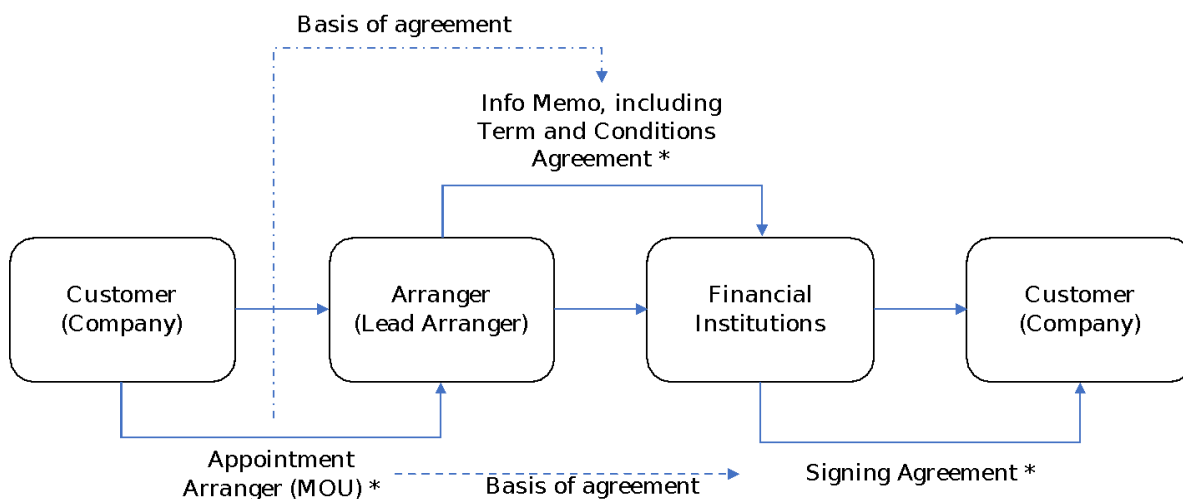 Basis of agreement
Info Memo, including
Term and Conditions
Agreement *
Customer
(Company)
Arranger
(Lead Arranger)
Financial
Institutions
Customer
(Company)
Appointment
Arranger (MOU) *
Basis of agreement
Signing Agreement *